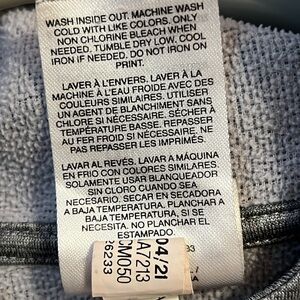 WASH INSIDE OUT. MACHINE WASH
COLD WITH LIKE COLORS. ONLY
NON CHLORINE BLEACH WHEN
NEEDED. TUMBLE DRY LOW. COOL
IRON IF NEEDED. DO NOT IRON ON
PRINT.
LAVER À L'ENVERS. LAVER À LA
MACHINE À L'EAU FROIDE AVEC DES
COULEURS SIMILAIRES. UTILISER
UN AGENT DE BLANCHIMENT SANS
CHLORE SI NÉCESSAIRE. SÉCHER À
TEMPÉRATURE BASSE. REPASSER
AU FER FROID SI NÉCESSAIRE. NE
PAS REPASSER LES IMPRIMÉS.
LAVAR AL REVÉS. LAVAR A MÁQUINA
EN FRIO CON COLORES SIMILARES.
SOLAMENTE USAR BLANQUEADOR
SIN CLORO CUANDO SEA
NECESARIO. SECAR EN SECADORA
A BAJA TEMPERATURA. PLANCHAR A
BAJA TEMPERATURA, SI SE
NECESITA. NO PLANCHAR EL
ESTAMPADO.
04/21
A7213
CM050
26233
33